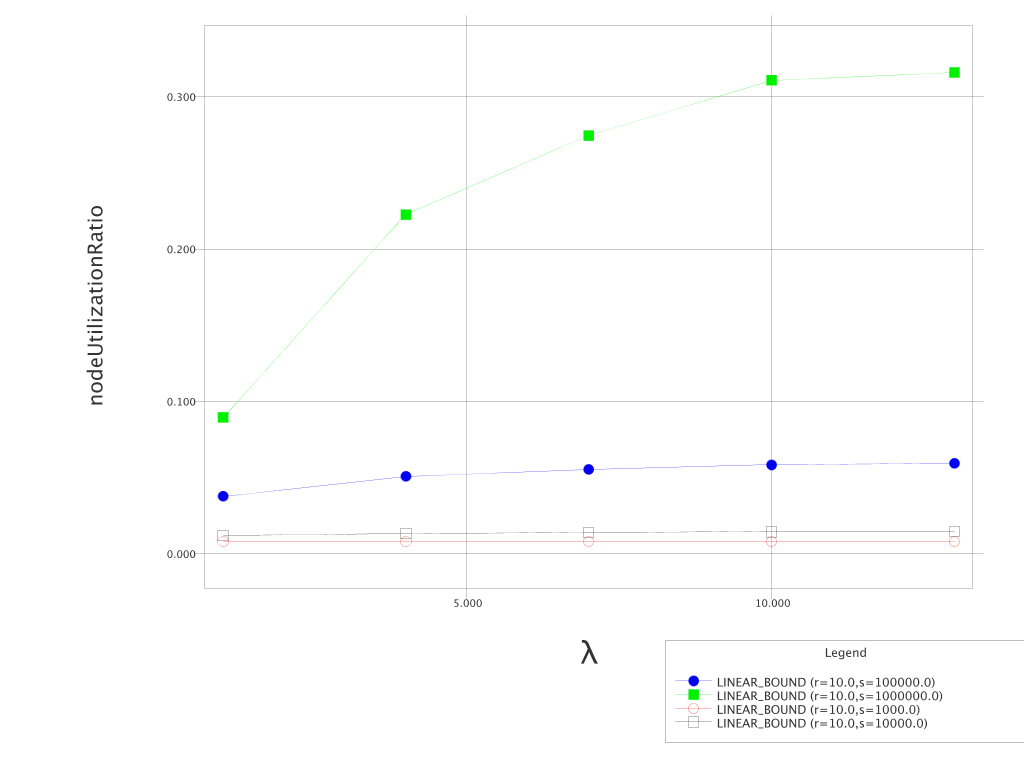 0.300
0.200
0.100
0.000
nodeUtilizationRatio
5.000
10.000
λ
Legend
LINEAR_BOUND (r=10.0,s=100000.0)
LINEAR_BOUND (r=10.0,s=1000000.0)
LINEAR_BOUND (r=10.0,s=1000.0)
LINEAR_BOUND (r=10.0,s=10000.0)